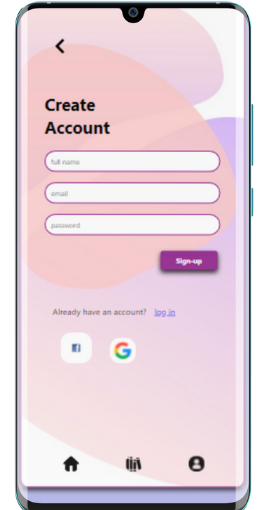 Create
Account
full name
email
password
Sign-up
Already have an account? log in